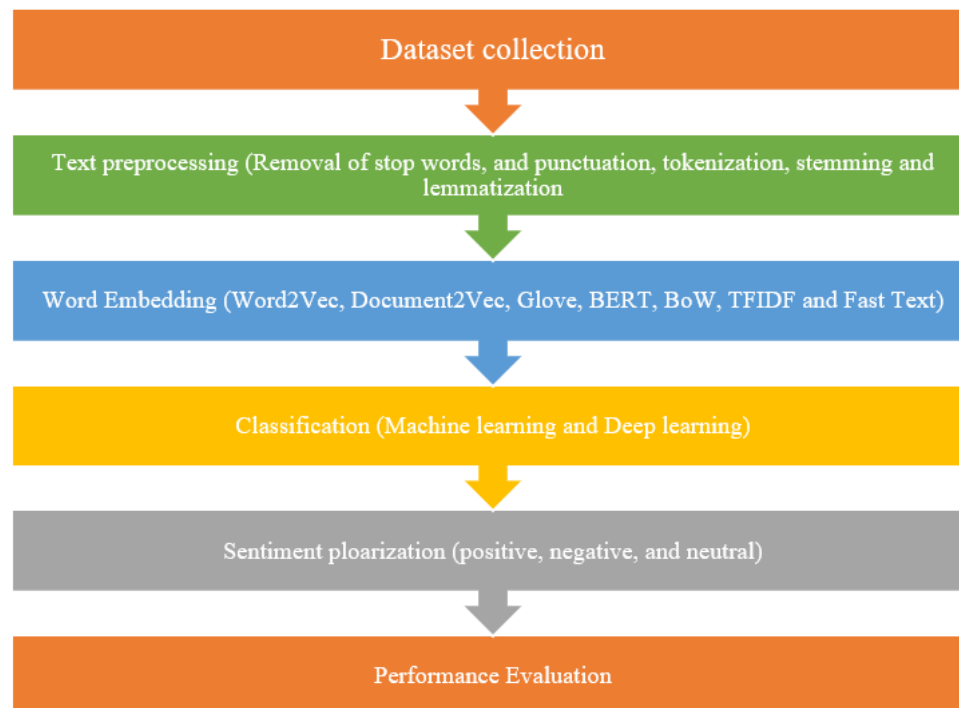 Dataset collection
Text preprocessing (Removal of stop words, and punctuation, tokenization, stemming and
lemmatization
Word Embedding (Word2Vec, Document2Vec, Glove, BERT, BoW, TFIDF and Fast Text)
Classification (Machine learning and Deep learning)
Sentiment ploarization (positive, negative, and neutral)
Performance Evaluation